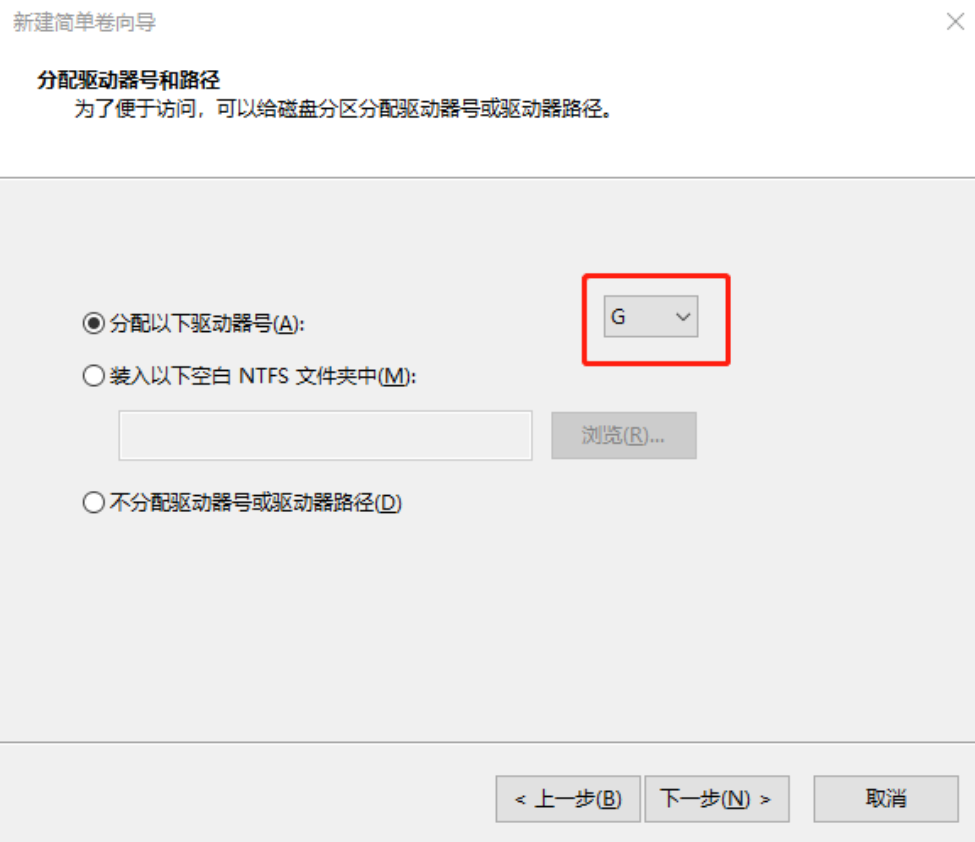 新建简单卷向导
分配驱动器号和路径
为了便于访问，可以给磁盘分区分配驱动器号或驱动器路径。
分配以下驱动器号(A):
G
装入以下空白 NTFS 文件夹中(M):
浏览(R)...
不分配驱动器号或驱动器路径(D)
< 上一步(B)
下一步(N) >
取消